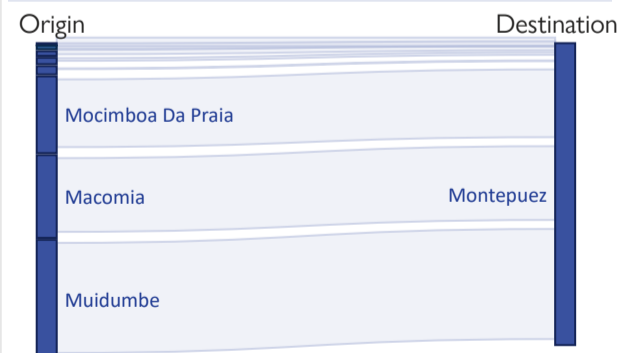 Origin
Destination
Mocimboa Da Praia
Macomia
Montepuez
Muidumbe